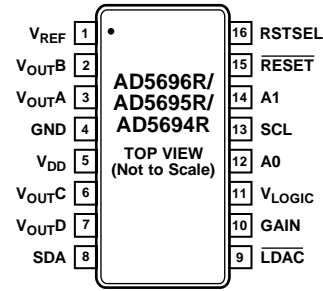 VREF 1
VOUTB 2
VOUTA 3
GND 4
VDD 5
VOUTC 6
VOUTD 7
SDA 8
AD5696R/
AD5695R/
AD5694R
TOP VIEW
(Not to Scale)
16 RSTSEL
15 RESET
14 A1
13 SCL
12 A0
11 VLOGIC
10 GAIN
9 LDAC